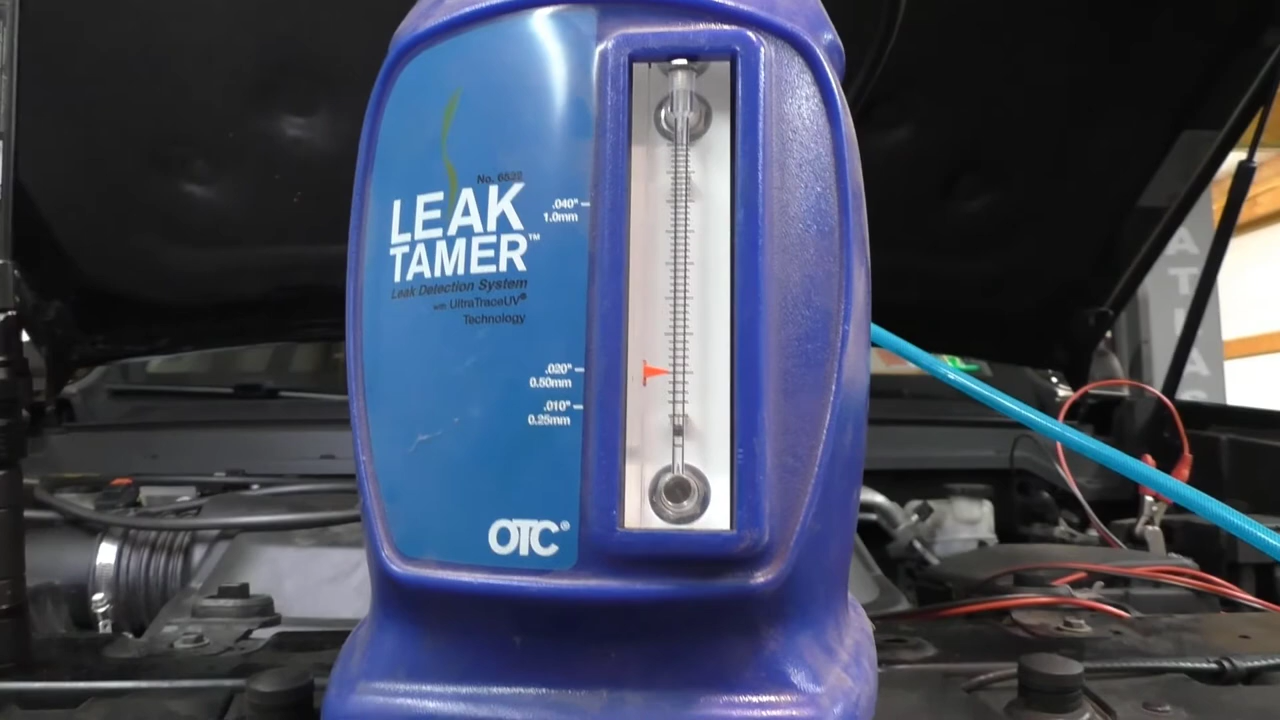 No. 6522
LEAK
TAMER™
Leak Detection System
with UltraTraceUV®
Technology
.040"
1.0mm
.020"
0.50mm
.010"
0.25mm
OTC®